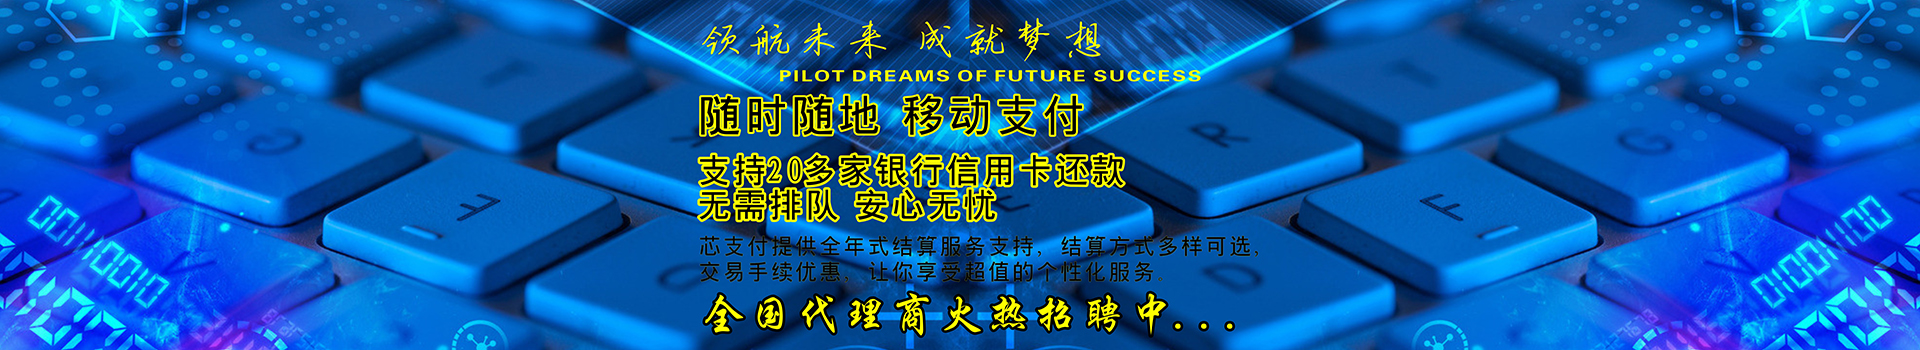 领航未来 成就梦想
PILOT DREAMS OF FUTURE SUCCESS
随时随地 移动支付
支持20多家银行信用卡还款
无需排队 安心无忧
芯支付提供全年式结算服务支持，结算方式多样可选，
交易手续优惠、让你享受超值的个性化服务。
全国代理商火热招聘中...
00110010
01001100